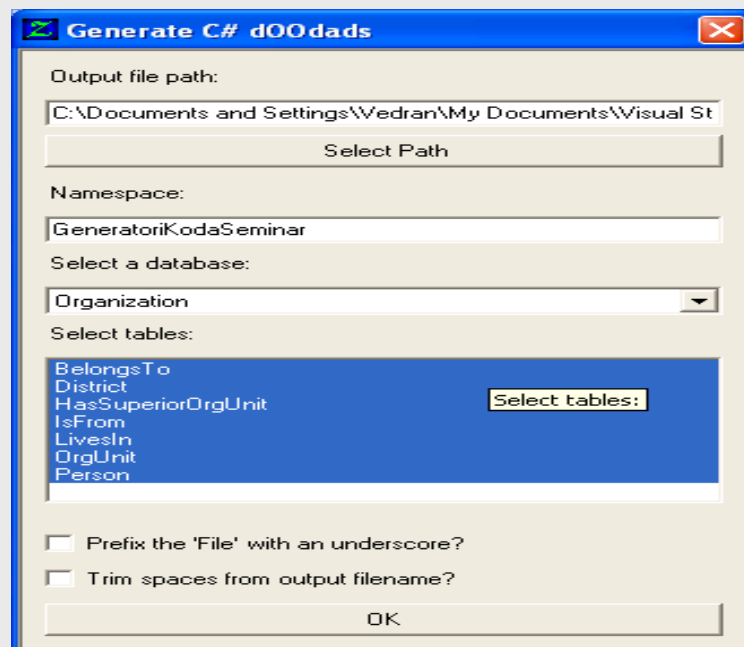 Generate C# dOOdads
Output file path:
C:\Documents and Settings\Vedran\My Documents\Visual St
Select Path
Namespace:
GeneratoriKodaSeminar
Select a database:
Organization
Select tables:
BelongsTo
District
HasSuperiorOrgUnit
Select tables:
IsFrom
LivesIn
OrgUnit
Person
Prefix the 'File' with an underscore?
Trim spaces from output filename?
OK